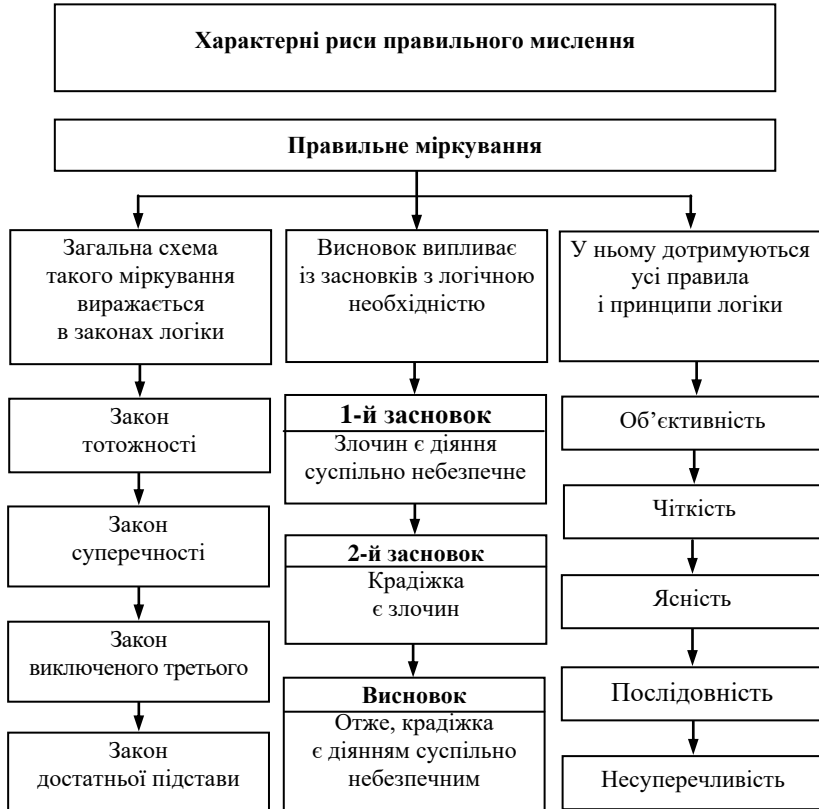 Характерні риси правильного мислення
Правильне міркування
Загальна схема
такого міркування
виражається
в законах логіки
Закон
тотожності
Закон
суперечності
Закон
виключеного третього
Закон
достатньої підстави
Висновок випливає
із засновків з логічною
необхідністю
1-й засновок
Злочин є діяння
суспільно небезпечне
2-й засновок
Крадіжка
є злочин
Висновок
Отже, крадіжка
є діянням суспільно
небезпечним
У ньому дотримуються
усі правила
і принципи логіки
Об’єктивність
Чіткість
Ясність
Послідовність
Несуперечливість